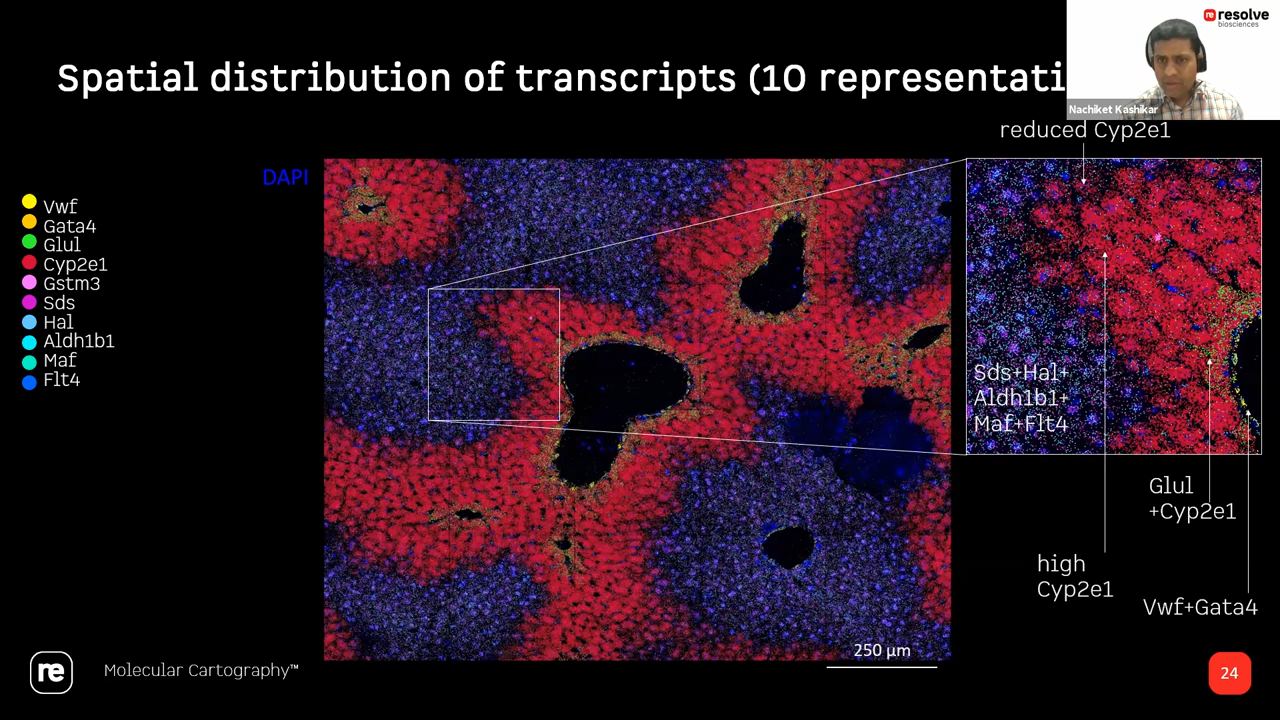 re resolve
biosciences
Spatial distribution of transcripts (10 representati
Nachiket Kashikar
reduced Cyp2e1
DAPI
Vwf
Gata4
Glul
Cyp2e1
Gstm3
Sds
Hal
Aldh1b1
Maf
Flt4
Sds+Hal+
Aldh1b1+
Maf+Flt4
Glul
+Cyp2e1
high
Cyp2e1
Vwf+Gata4
250 µm
re
Molecular Cartography™
24